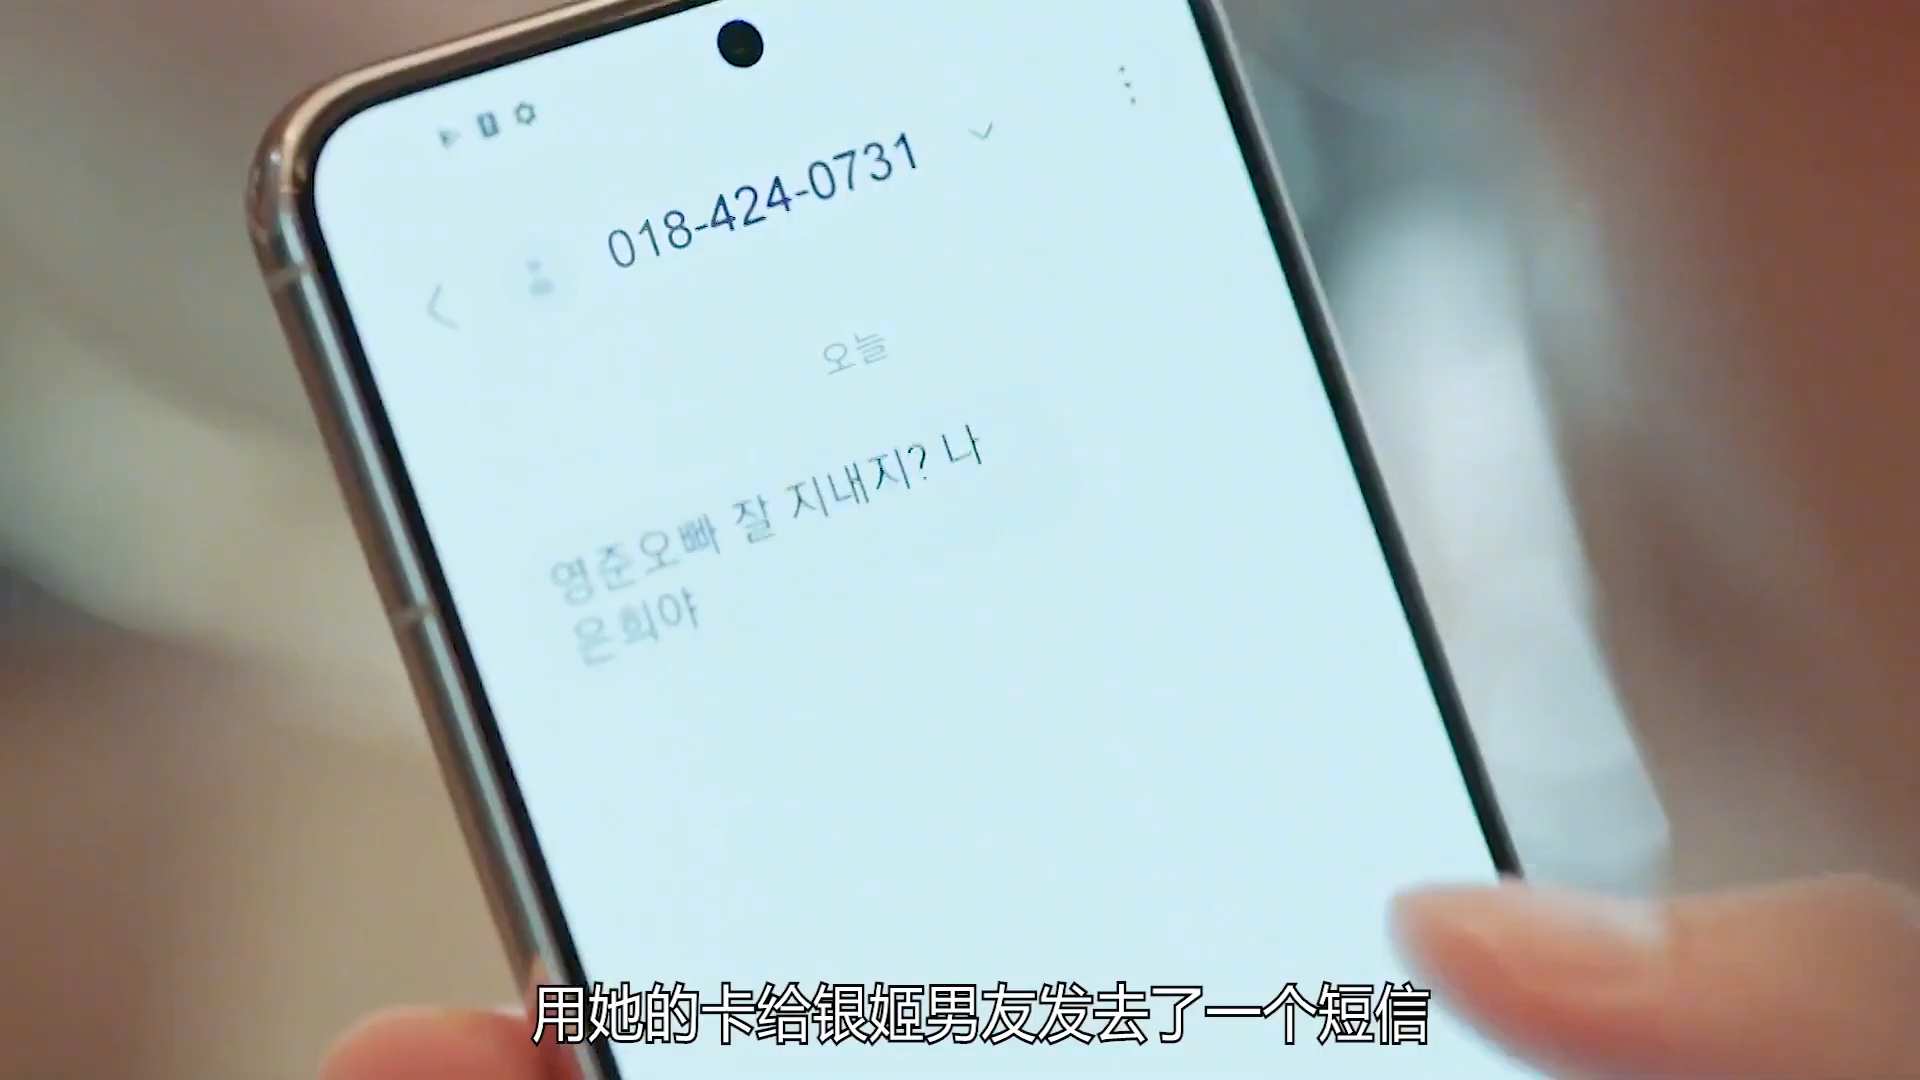 018-424-0731
오늘
영준오빠 잘 지내지? 나
은희야
用她的卡给银姬男友发去了一个短信